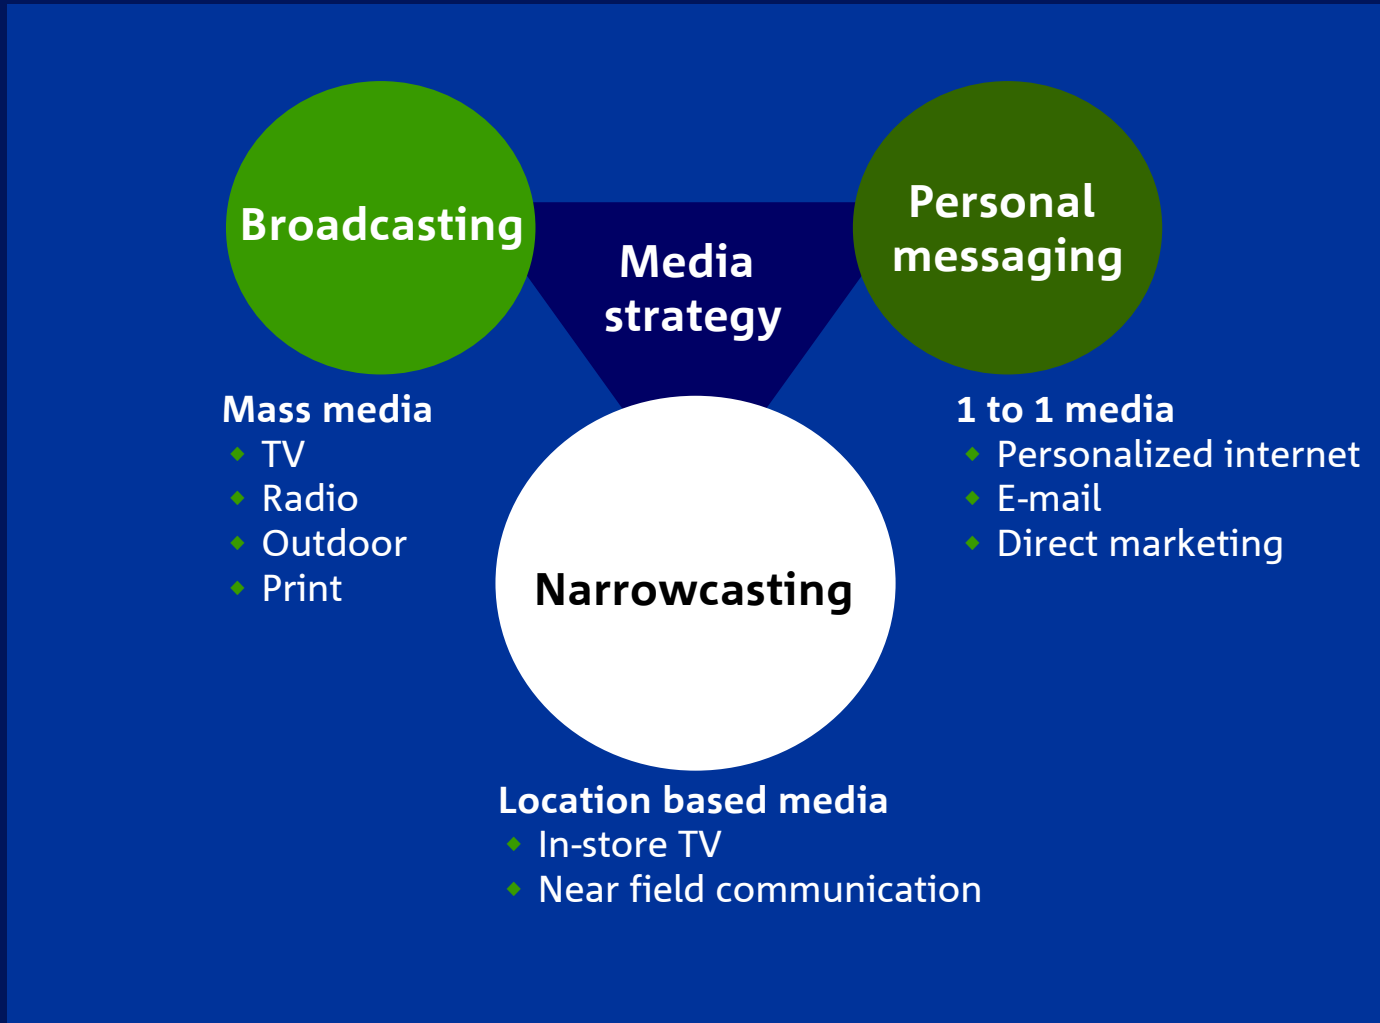 Broadcasting
Media
strategy
Personal
messaging
Mass media
TV
Radio
Outdoor
Print
1 to 1 media
Personalized internet
E-mail
Direct marketing
Narrowcasting
Location based media
In-store TV
Near field communication